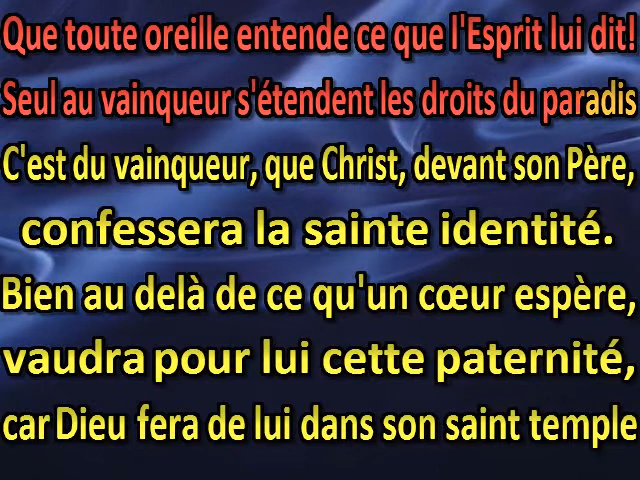 Que toute oreille entende ce que l'Esprit lui dit!
Seul au vainqueur s'étendent les droits du paradis
C'est du vainqueur, que Christ, devant son Père,
confessera la sainte identité.
Bien au delà de ce qu'un cœur espère,
vaudra pour lui cette paternité,
car Dieu fera de lui dans son saint temple